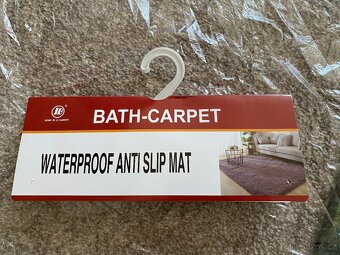 BATH-CARPET
WATERPROOF ANTI SLIP MAT